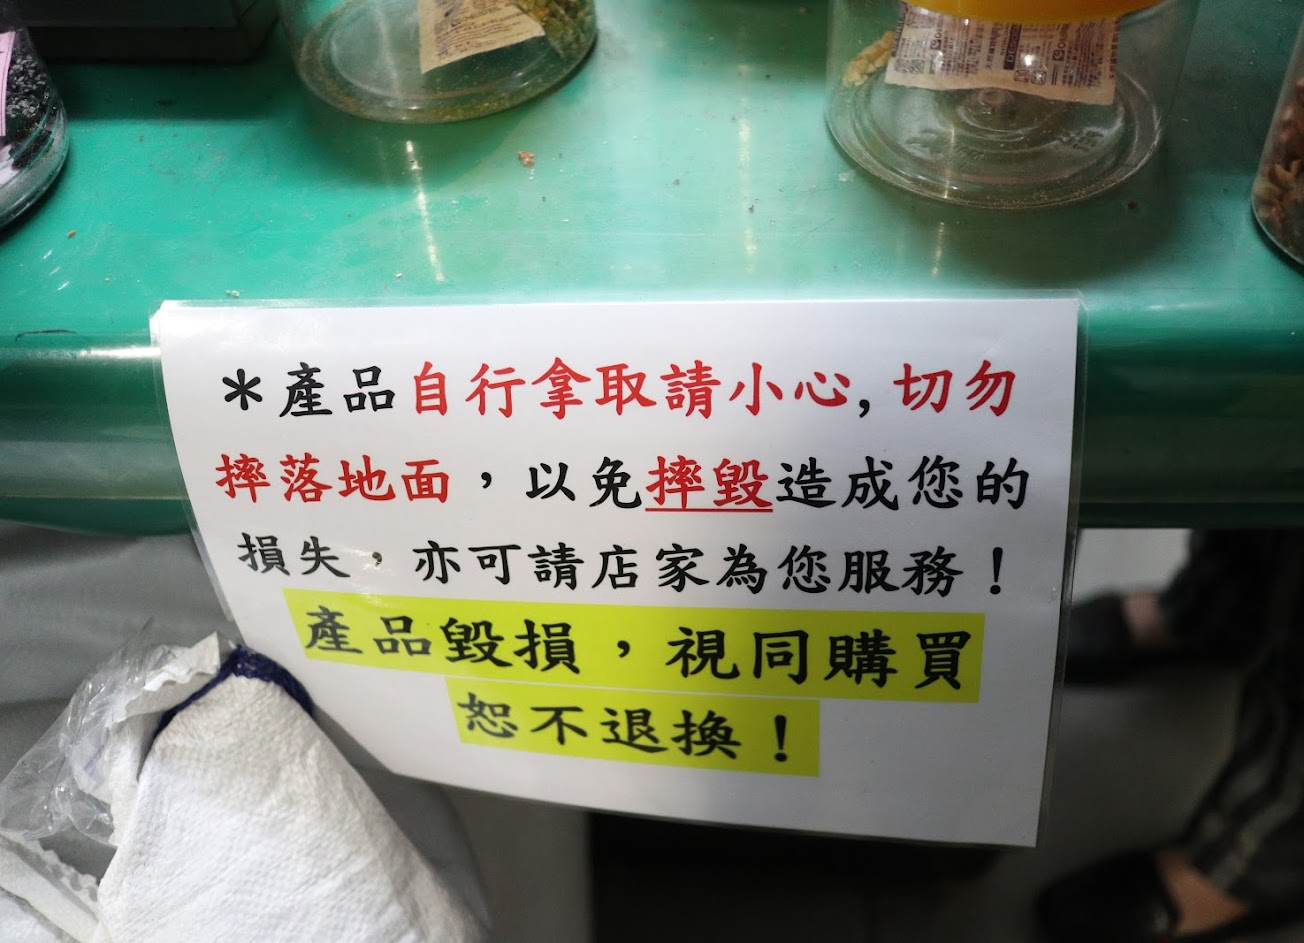 ＊產品自行拿取請小心,切勿
摔落地面，以免摔毀造成您的
損失，亦可請店家為您服務！
產品毀損，視同購買
恕不退換！